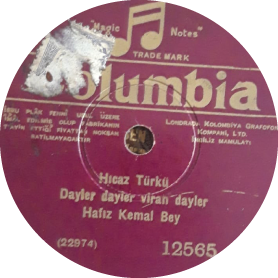 "Magic Notes"
TRADE MARK
Columbia
LONDRADA KOLOMBIYA GRAFOFON
KOMPANI, LTD
İNGİLİZ MAMULATI
SATILMAYACAKTIR
Hicaz Türkü
Dayler dayler viran dayler
Hafız Kemal Bey
(22974)
12565